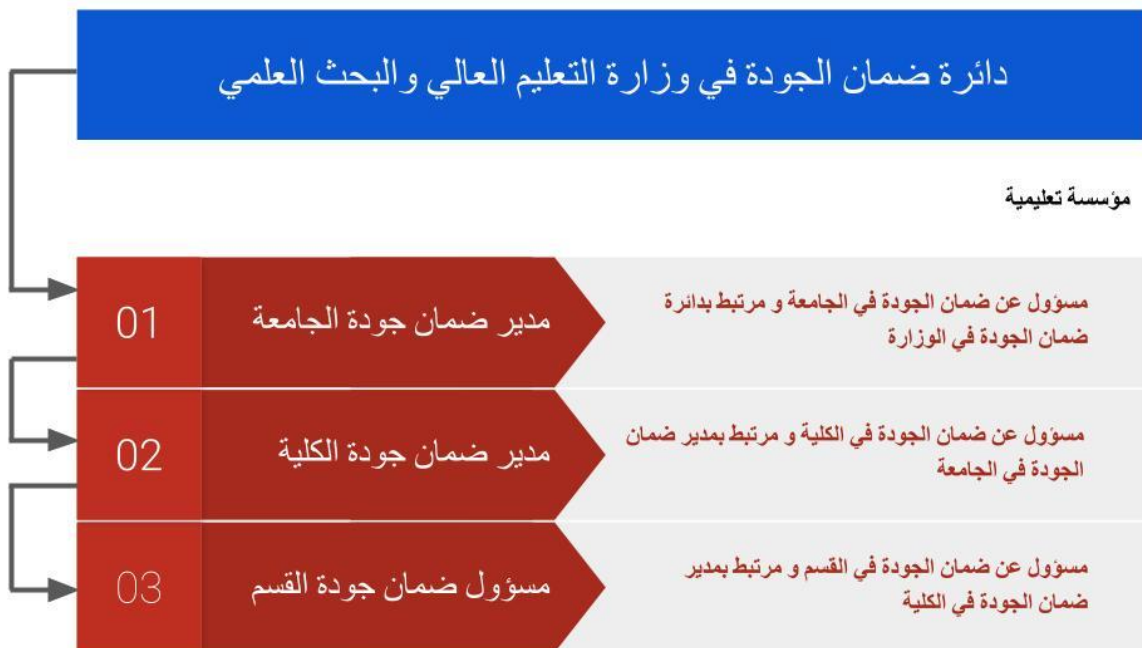 دائرة ضمان الجودة في وزارة التعليم العالي والبحث العلمي
مؤسسة تعليمية
01
مدير ضمان جودة الجامعة
مسؤول عن ضمان الجودة في الجامعة و مرتبط بدائرة
ضمان الجودة في الوزارة
02
مدير ضمان جودة الكلية
مسؤول عن ضمان الجودة في الكلية و مرتبط بمدير ضمان
الجودة في الجامعة
03
مسؤول ضمان جودة القسم
مسؤول عن ضمان الجودة في القسم و مرتبط بمدير
ضمان الجودة في الكلية